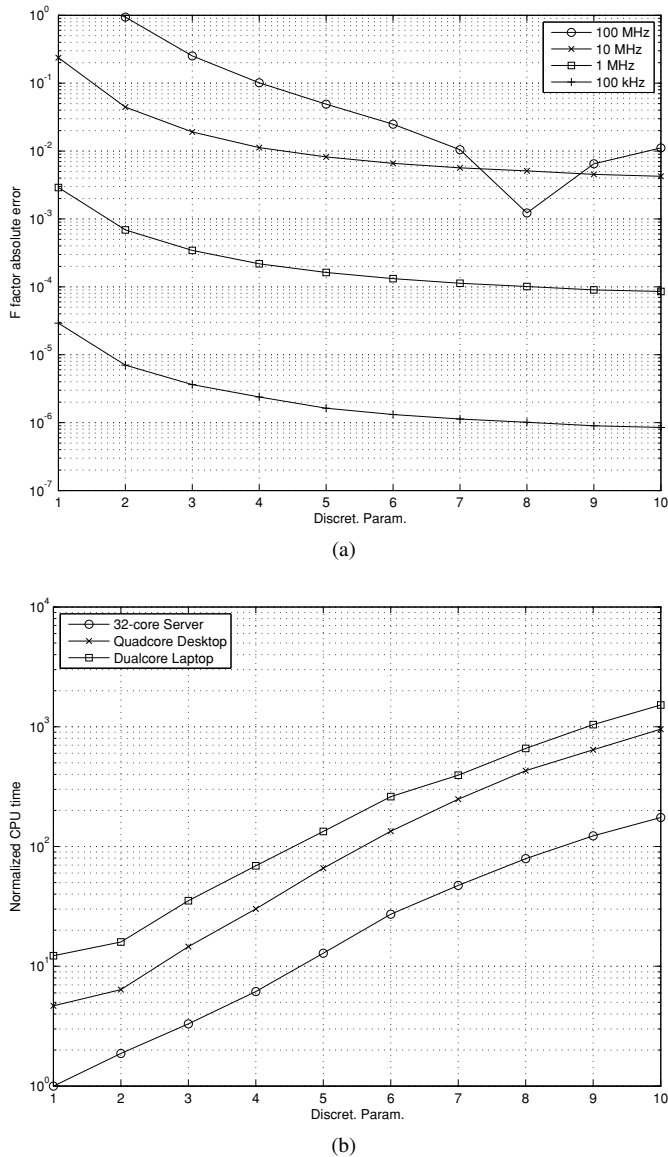 10^0
10^-1
10^-2
10^-3
10^-4
10^-5
10^-6
10^-7
F factor absolute error
100 MHz
10 MHz
1 MHz
100 kHz
1 2 3 4 5 6 7 8 9 10
Discret. Param.
(a)
10^4
10^3
10^2
10^1
10^0
Normalized CPU time
32-core Server
Quadcore Desktop
Dualcore Laptop
1 2 3 4 5 6 7 8 9 10
Discret. Param.
(b)